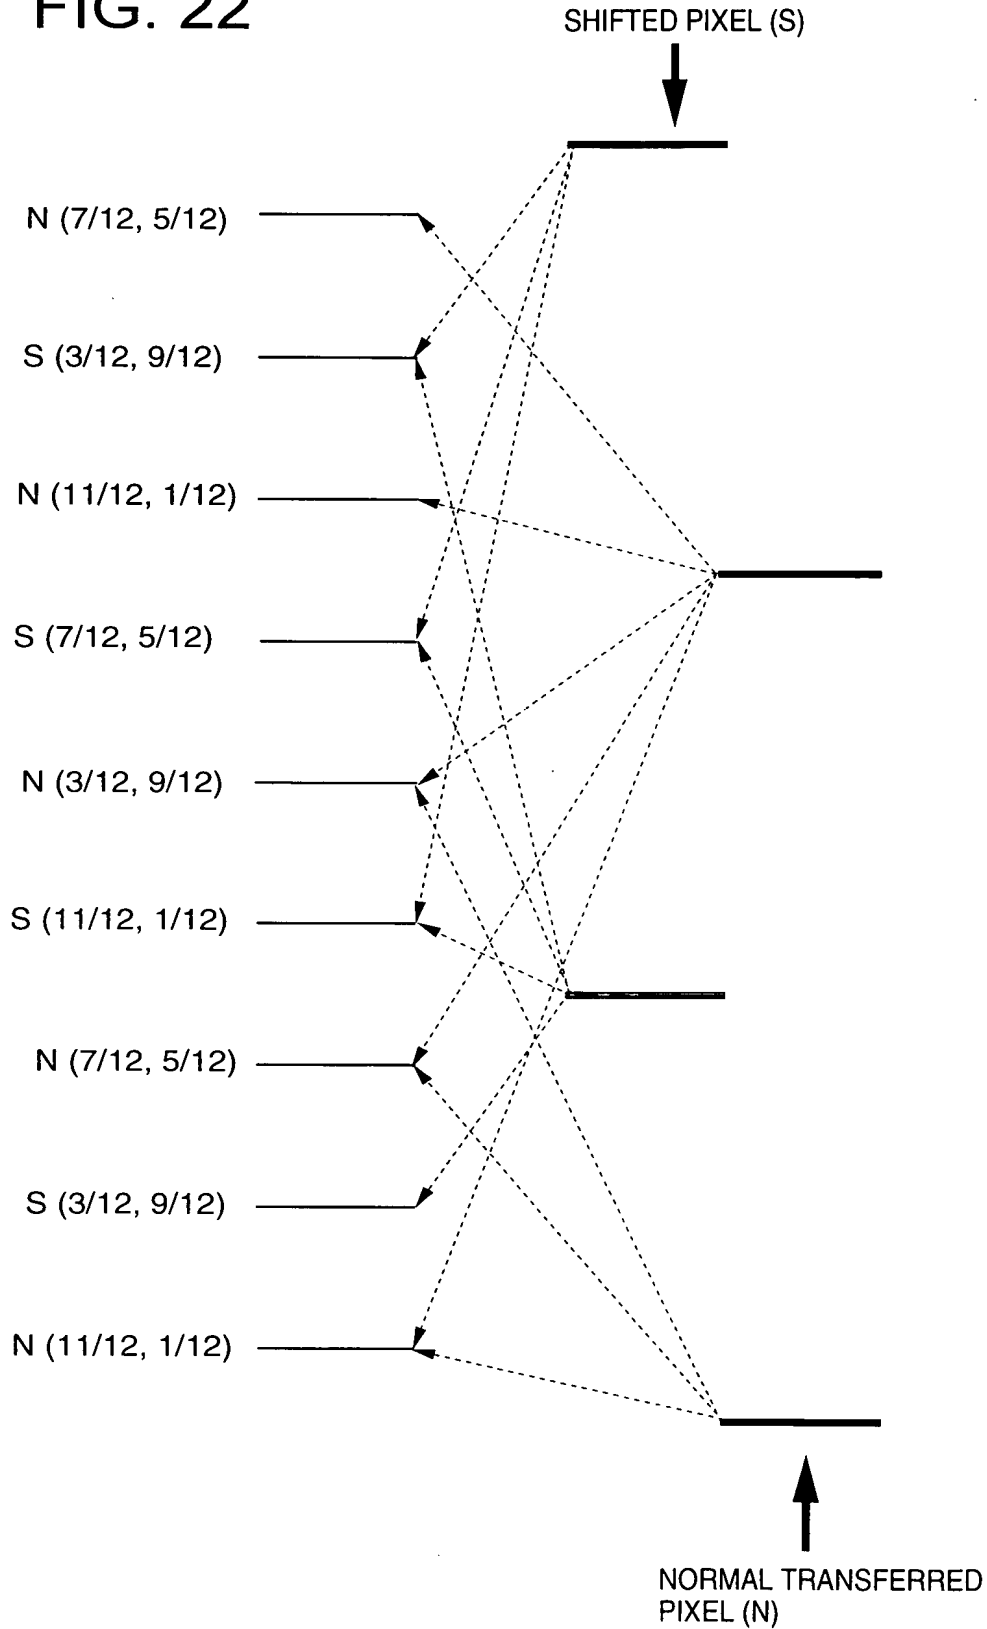 FIG. 22
SHIFTED PIXEL (S)
N (7/12, 5/12)
S (3/12, 9/12)
N (11/12, 1/12)
S (7/12, 5/12)
N (3/12, 9/12)
S (11/12, 1/12)
N (7/12, 5/12)
S (3/12, 9/12)
N (11/12, 1/12)
NORMAL TRANSFERRED
PIXEL (N)